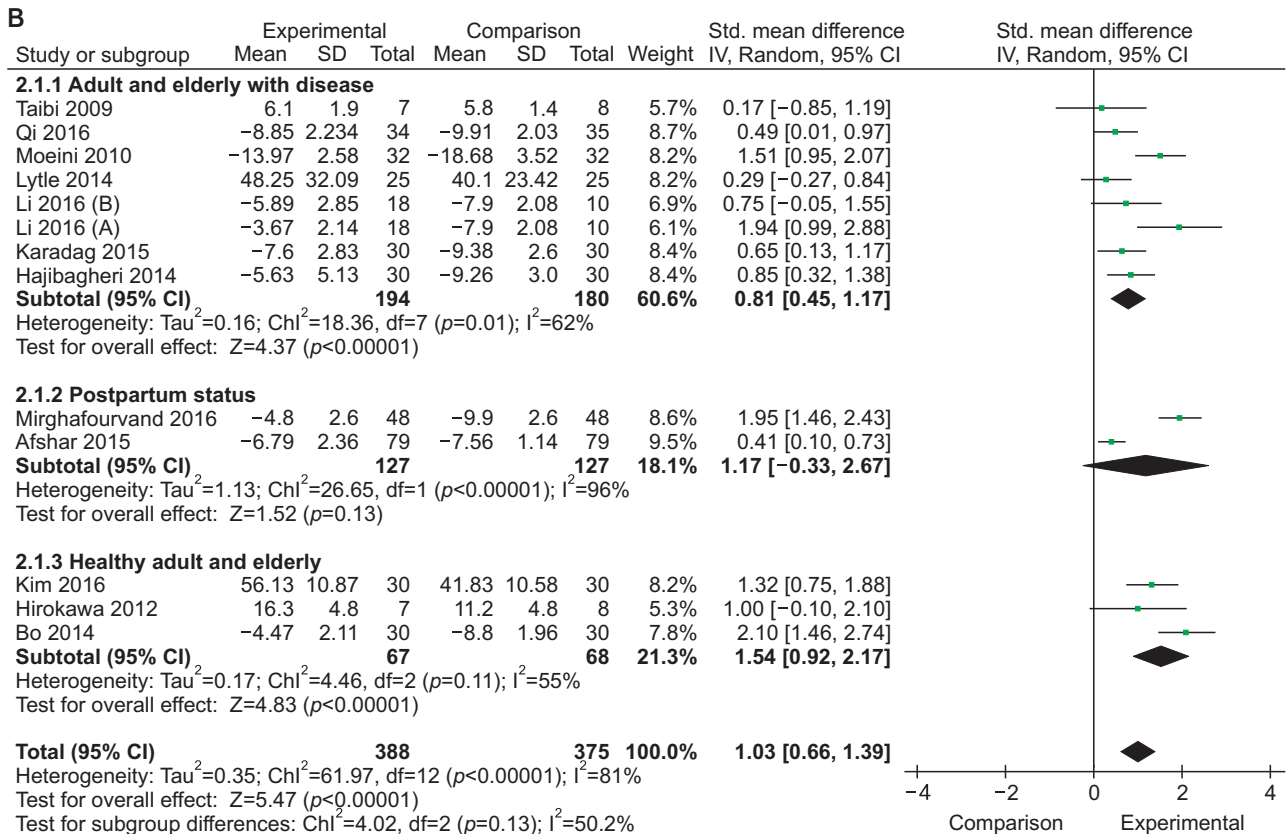 B
Experimental Comparison Std. mean difference Std. mean difference
Study or subgroup Mean SD Total Mean SD Total Weight IV, Random, 95% CI IV, Random, 95% CI
2.1.1 Adult and elderly with disease
Taibi 2009 6.1 1.9 7 5.8 1.4 8 5.7% 0.17 [−0.85, 1.19]
Qi 2016 −8.85 2.234 34 −9.91 2.03 35 8.7% 0.49 [0.01, 0.97]
Moeini 2010 −13.97 2.58 32 −18.68 3.52 32 8.2% 1.51 [0.95, 2.07]
Lytle 2014 48.25 32.09 25 40.1 23.42 25 8.2% 0.29 [−0.27, 0.84]
Li 2016 (B) −5.89 2.85 18 −7.9 2.08 10 6.9% 0.75 [−0.05, 1.55]
Li 2016 (A) −3.67 2.14 18 −7.9 2.08 10 6.1% 1.94 [0.99, 2.88]
Karadag 2015 −7.6 2.83 30 −9.38 2.6 30 8.4% 0.65 [0.13, 1.17]
Hajibagheri 2014 −5.63 5.13 30 −9.26 3.0 30 8.4% 0.85 [0.32, 1.38]
Subtotal (95% CI) 194 180 60.6% 0.81 [0.45, 1.17]
Heterogeneity: Tau²=0.16; ChI²=18.36, df=7 (p=0.01); I²=62%
Test for overall effect: Z=4.37 (p<0.00001)
2.1.2 Postpartum status
Mirghafourvand 2016 −4.8 2.6 48 −9.9 2.6 48 8.6% 1.95 [1.46, 2.43]
Afshar 2015 −6.79 2.36 79 −7.56 1.14 79 9.5% 0.41 [0.10, 0.73]
Subtotal (95% CI) 127 127 18.1% 1.17 [−0.33, 2.67]
Heterogeneity: Tau²=1.13; ChI²=26.65, df=1 (p<0.00001); I²=96%
Test for overall effect: Z=1.52 (p=0.13)
2.1.3 Healthy adult and elderly
Kim 2016 56.13 10.87 30 41.83 10.58 30 8.2% 1.32 [0.75, 1.88]
Hirokawa 2012 16.3 4.8 7 11.2 4.8 8 5.3% 1.00 [−0.10, 2.10]
Bo 2014 −4.47 2.11 30 −8.8 1.96 30 7.8% 2.10 [1.46, 2.74]
Subtotal (95% CI) 67 68 21.3% 1.54 [0.92, 2.17]
Heterogeneity: Tau²=0.17; ChI²=4.46, df=2 (p=0.11); I²=55%
Test for overall effect: Z=4.83 (p<0.00001)
Total (95% CI) 388 375 100.0% 1.03 [0.66, 1.39]
Heterogeneity: Tau²=0.35; ChI²=61.97, df=12 (p<0.00001); I²=81%
Test for overall effect: Z=5.47 (p<0.00001)
Test for subgroup differences: ChI²=4.02, df=2 (p=0.13); I²=50.2%
−4 −2 0 2 4
Comparison Experimental